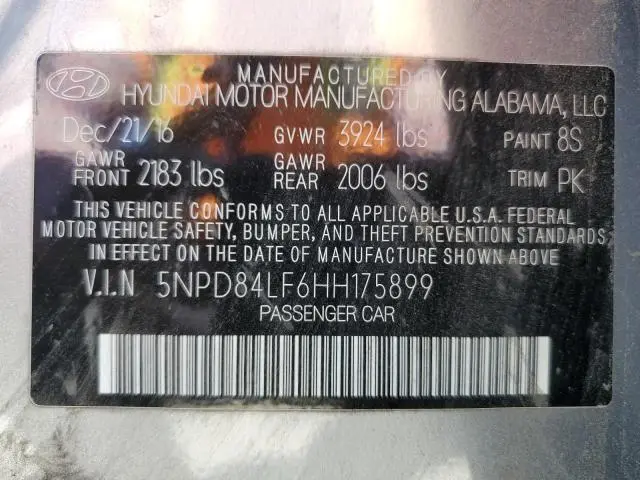 MANUFACTURED BY
HYUNDAI MOTOR MANUFACTURING ALABAMA, LLC
Dec/21/16 GVWR 3924 lbs PAINT 8S
GAWR FRONT 2183 lbs GAWR REAR 2006 lbs TRIM PK
THIS VEHICLE CONFORMS TO ALL APPLICABLE U.S.A. FEDERAL
MOTOR VEHICLE SAFETY, BUMPER, AND THEFT PREVENTION STANDARDS
IN EFFECT ON THE DATE OF MANUFACTURE SHOWN ABOVE.
V.I.N 5NPD84LF6HH175899
PASSENGER CAR